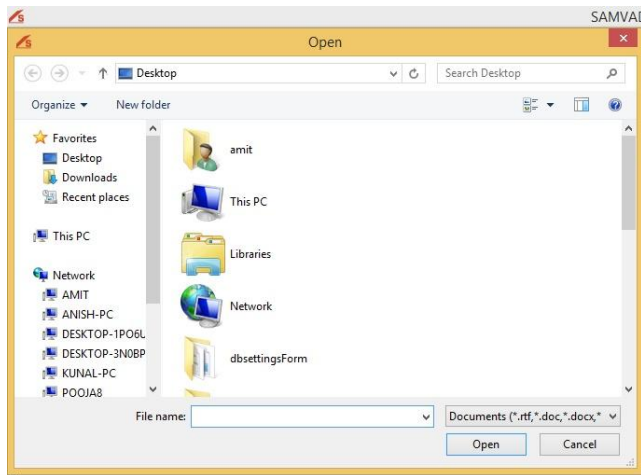 SAMVAD
Open
Desktop
Search Desktop
Organize
New folder
Favorites
Desktop
Downloads
Recent places
This PC
Network
AMIT
ANISH-PC
DESKTOP-1PO6U
DESKTOP-3N0BP
KUNAL-PC
POOJA8
amit
This PC
Libraries
Network
dbsettingsForm
File name:
Documents (*.rtf,*.doc,*.docx,*
Open
Cancel